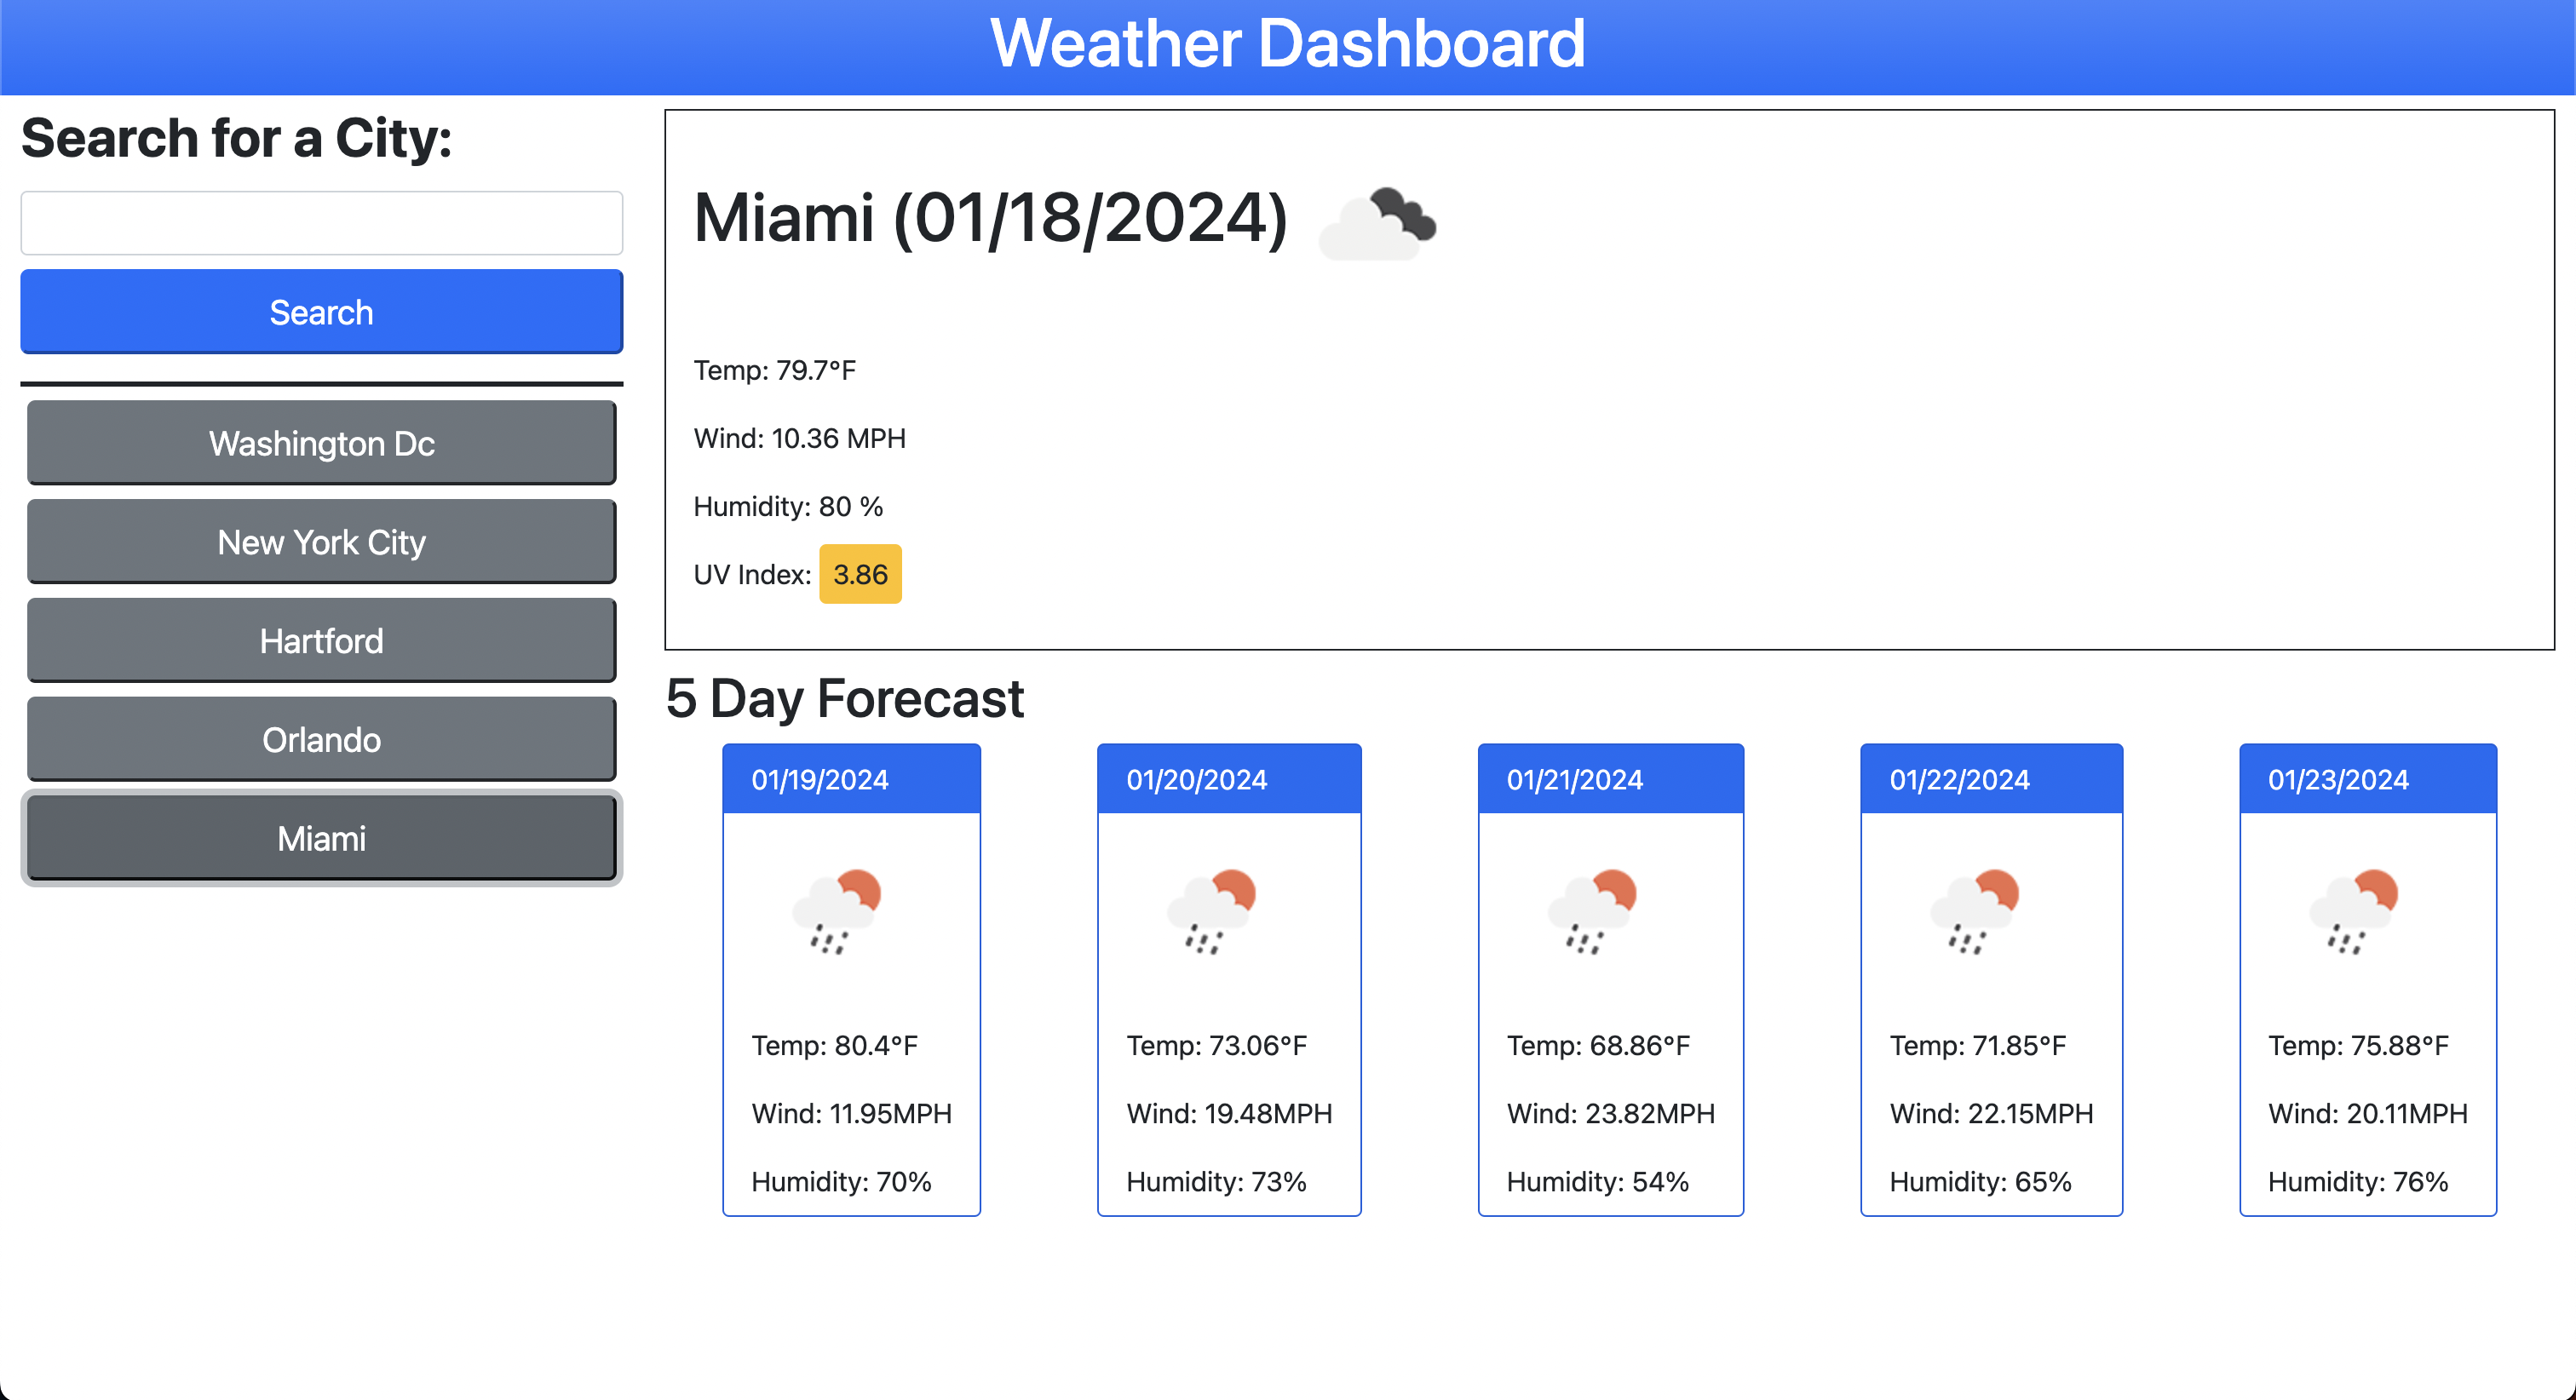 Weather Dashboard
Search for a City:
Search
Washington Dc
New York City
Hartford
Orlando
Miami
Miami (01/18/2024)
Temp: 79.7°F
Wind: 10.36 MPH
Humidity: 80 %
UV Index: 3.86
5 Day Forecast
01/19/2024
Temp: 80.4°F
Wind: 11.95MPH
Humidity: 70%
01/20/2024
Temp: 73.06°F
Wind: 19.48MPH
Humidity: 73%
01/21/2024
Temp: 68.86°F
Wind: 23.82MPH
Humidity: 54%
01/22/2024
Temp: 71.85°F
Wind: 22.15MPH
Humidity: 65%
01/23/2024
Temp: 75.88°F
Wind: 20.11MPH
Humidity: 76%